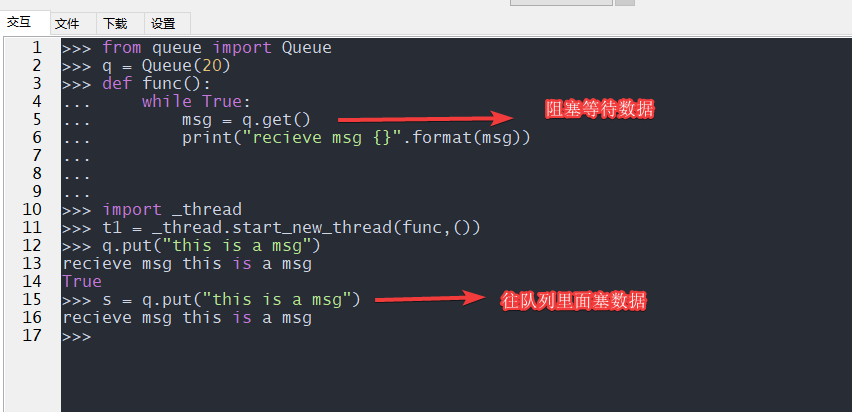 交互 文件 下载 设置
1 >>> from queue import Queue
2 >>> q = Queue(20)
3 >>> def func():
4 ...     while True:
5 ...         msg = q.get() 阻塞等待数据
6 ...         print("recieve msg {}".format(msg))
7 ...
8 ...
9 ...
10 >>> import _thread
11 >>> t1 = _thread.start_new_thread(func,())
12 >>> q.put("this is a msg")
13 recieve msg this is a msg
14 True
15 >>> s = q.put("this is a msg") 往队列里面塞数据
16 recieve msg this is a msg
17 >>>